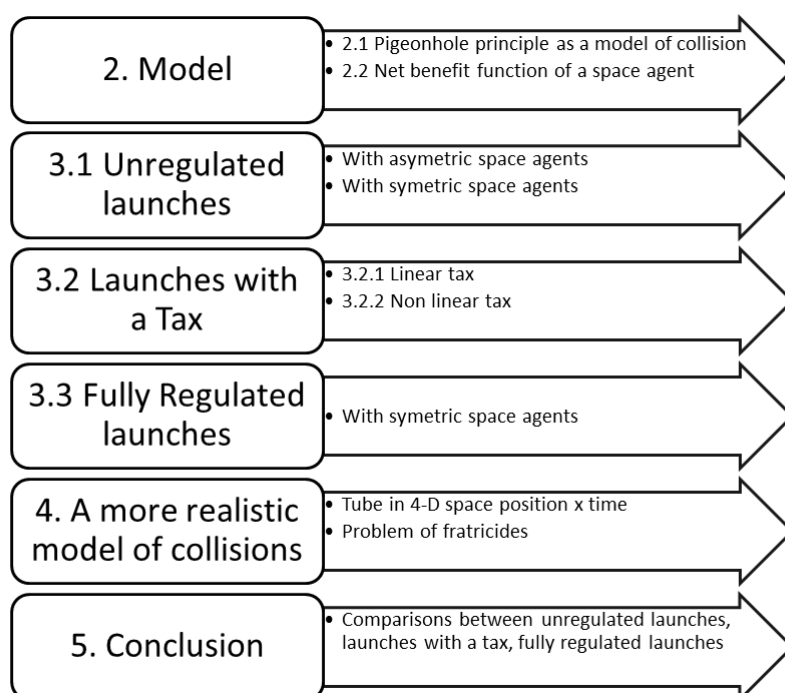 2. Model
• 2.1 Pigeonhole principle as a model of collision
• 2.2 Net benefit function of a space agent
3.1 Unregulated
launches
• With asymetric space agents
• With symetric space agents
3.2 Launches with
a Tax
• 3.2.1 Linear tax
• 3.2.2 Non linear tax
3.3 Fully Regulated
launches
• With symetric space agents
4. A more realistic
model of collisions
• Tube in 4-D space position x time
• Problem of fratricides
5. Conclusion
• Comparisons between unregulated launches,
launches with a tax, fully regulated launches